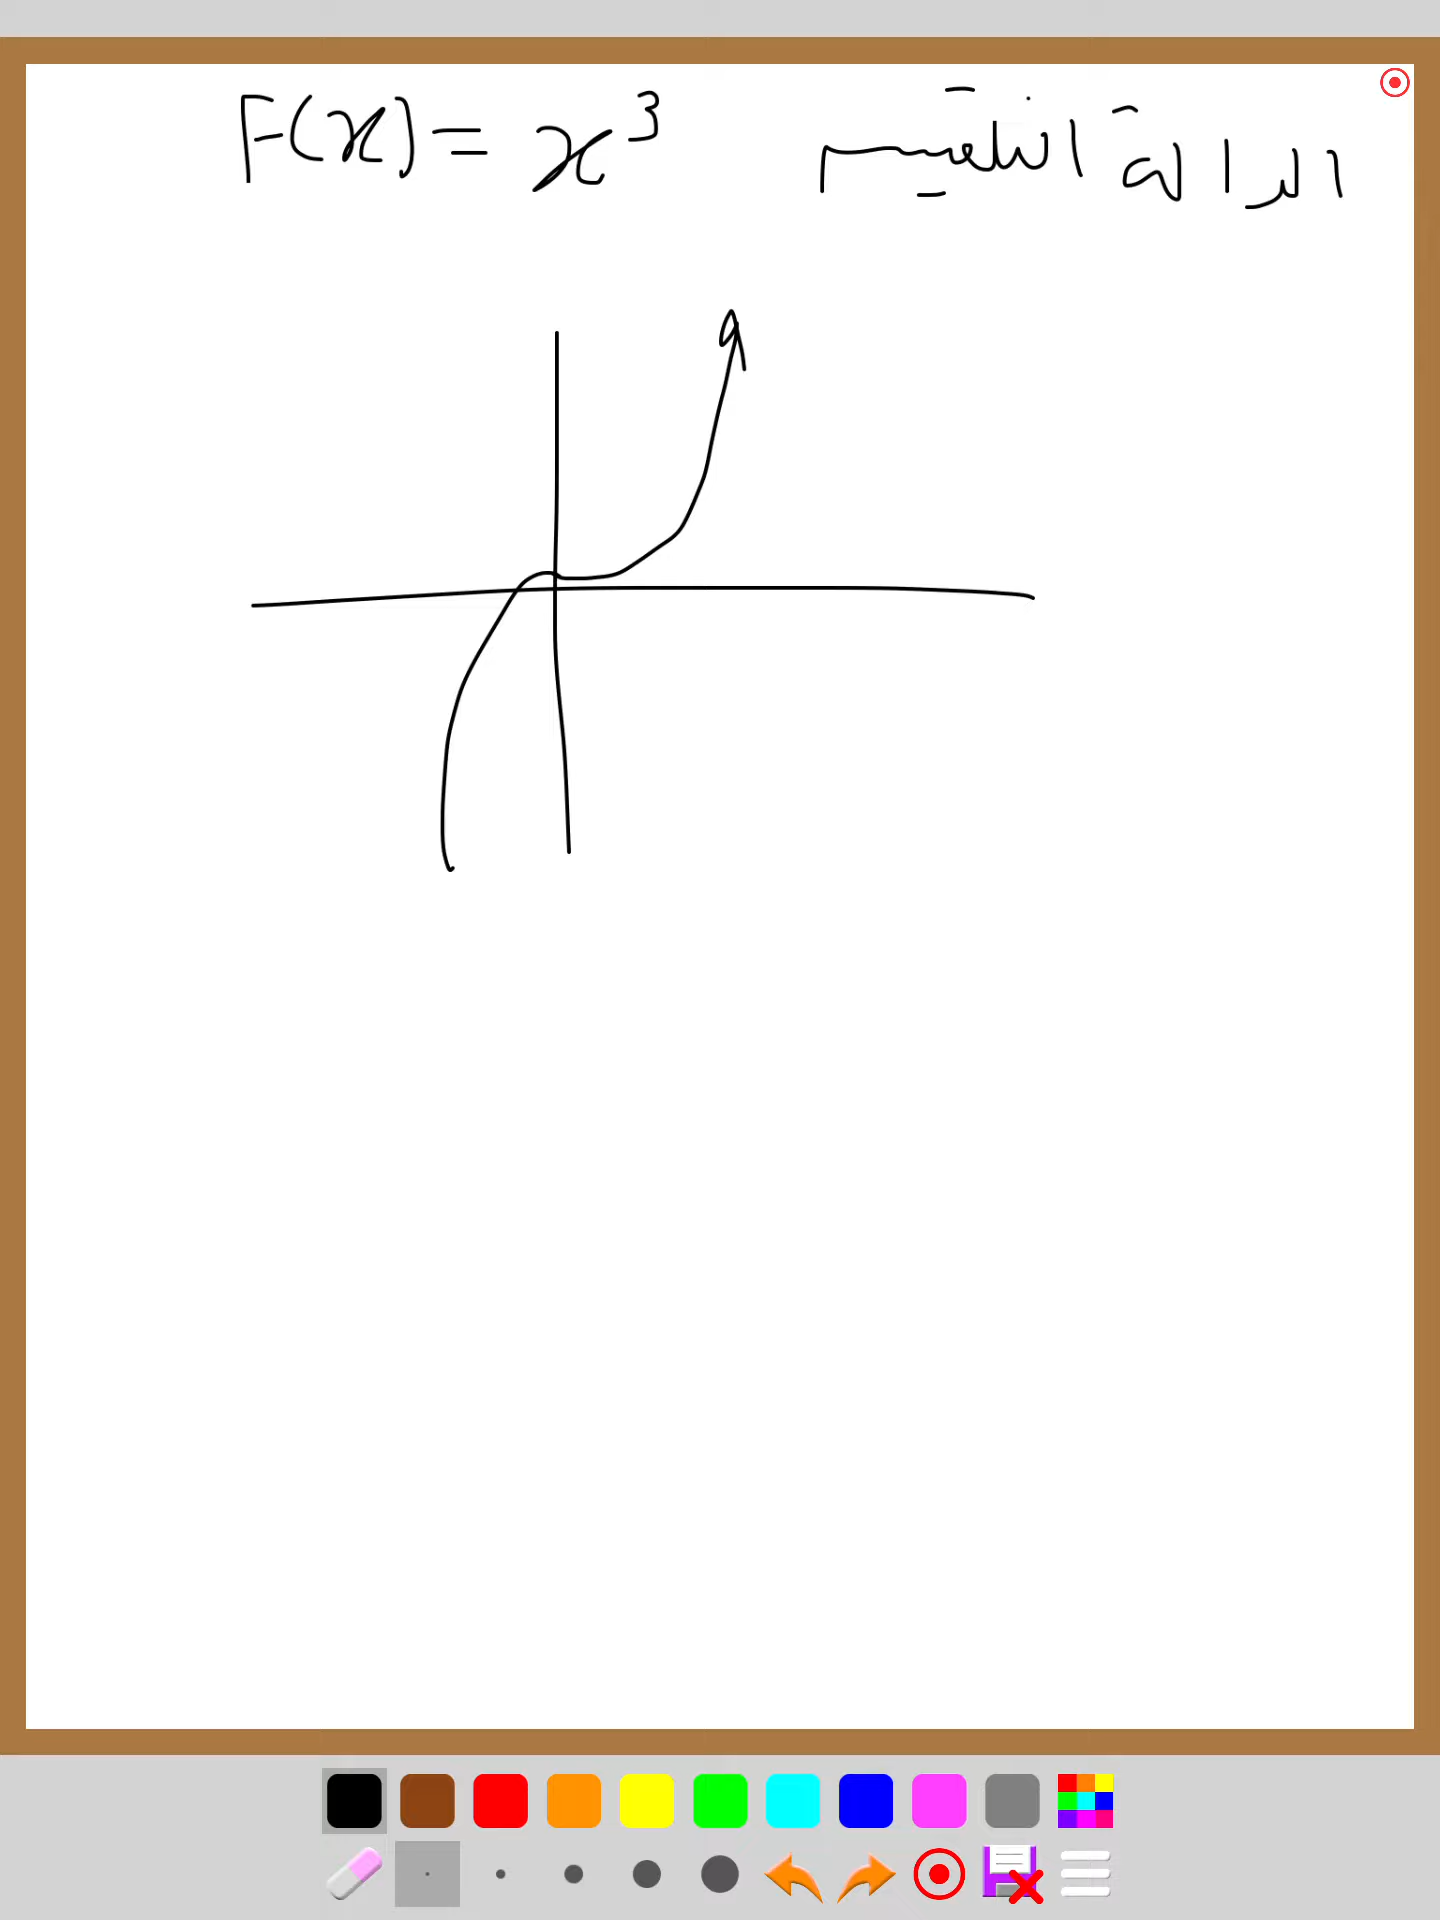 F(x) = x³ الدالة التكعيبية